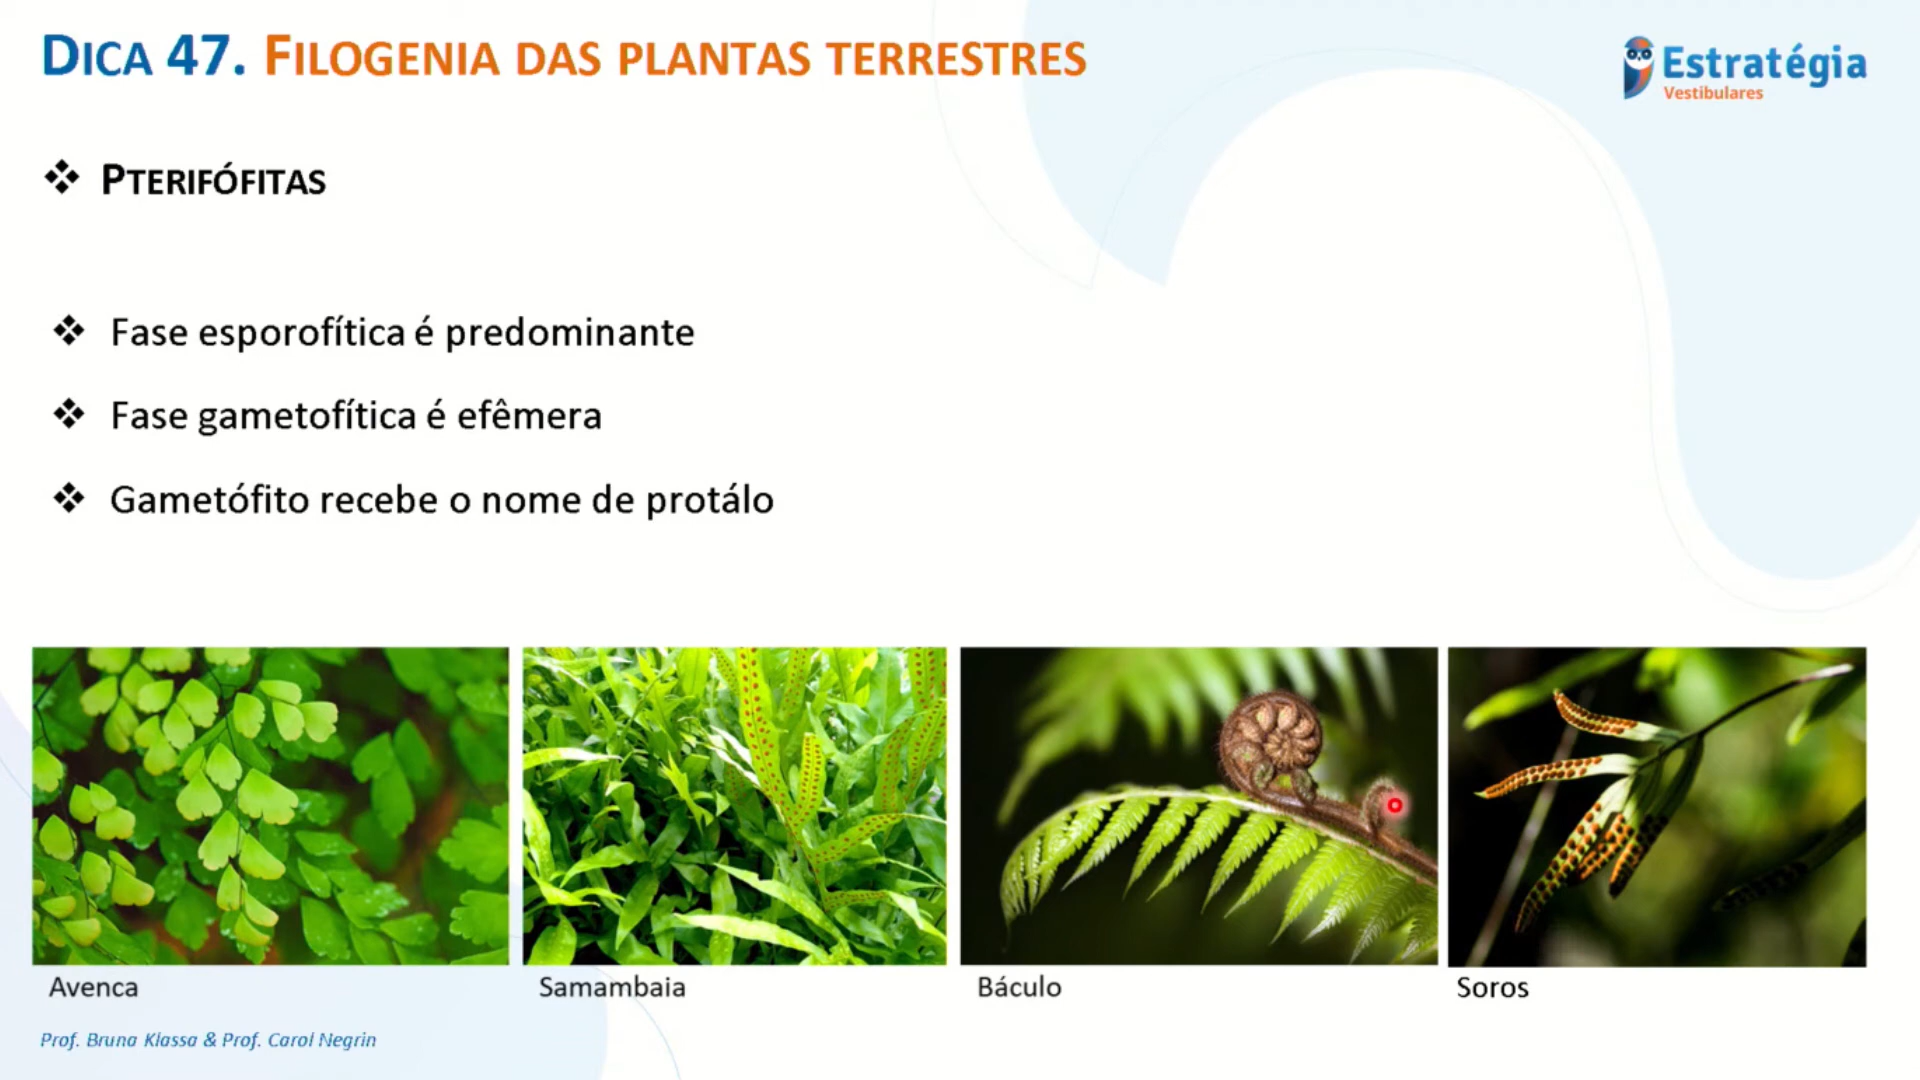 DICA 47. FILOGENIA DAS PLANTAS TERRESTRES
Estratégia
Vestibulares
PTERIFÓFITAS
Fase esporofítica é predominante
Fase gametofítica é efêmera
Gametófito recebe o nome de protálo
Avenca
Samambaia
Báculo
Soros
Prof. Bruna Klassa & Prof. Carol Negrin